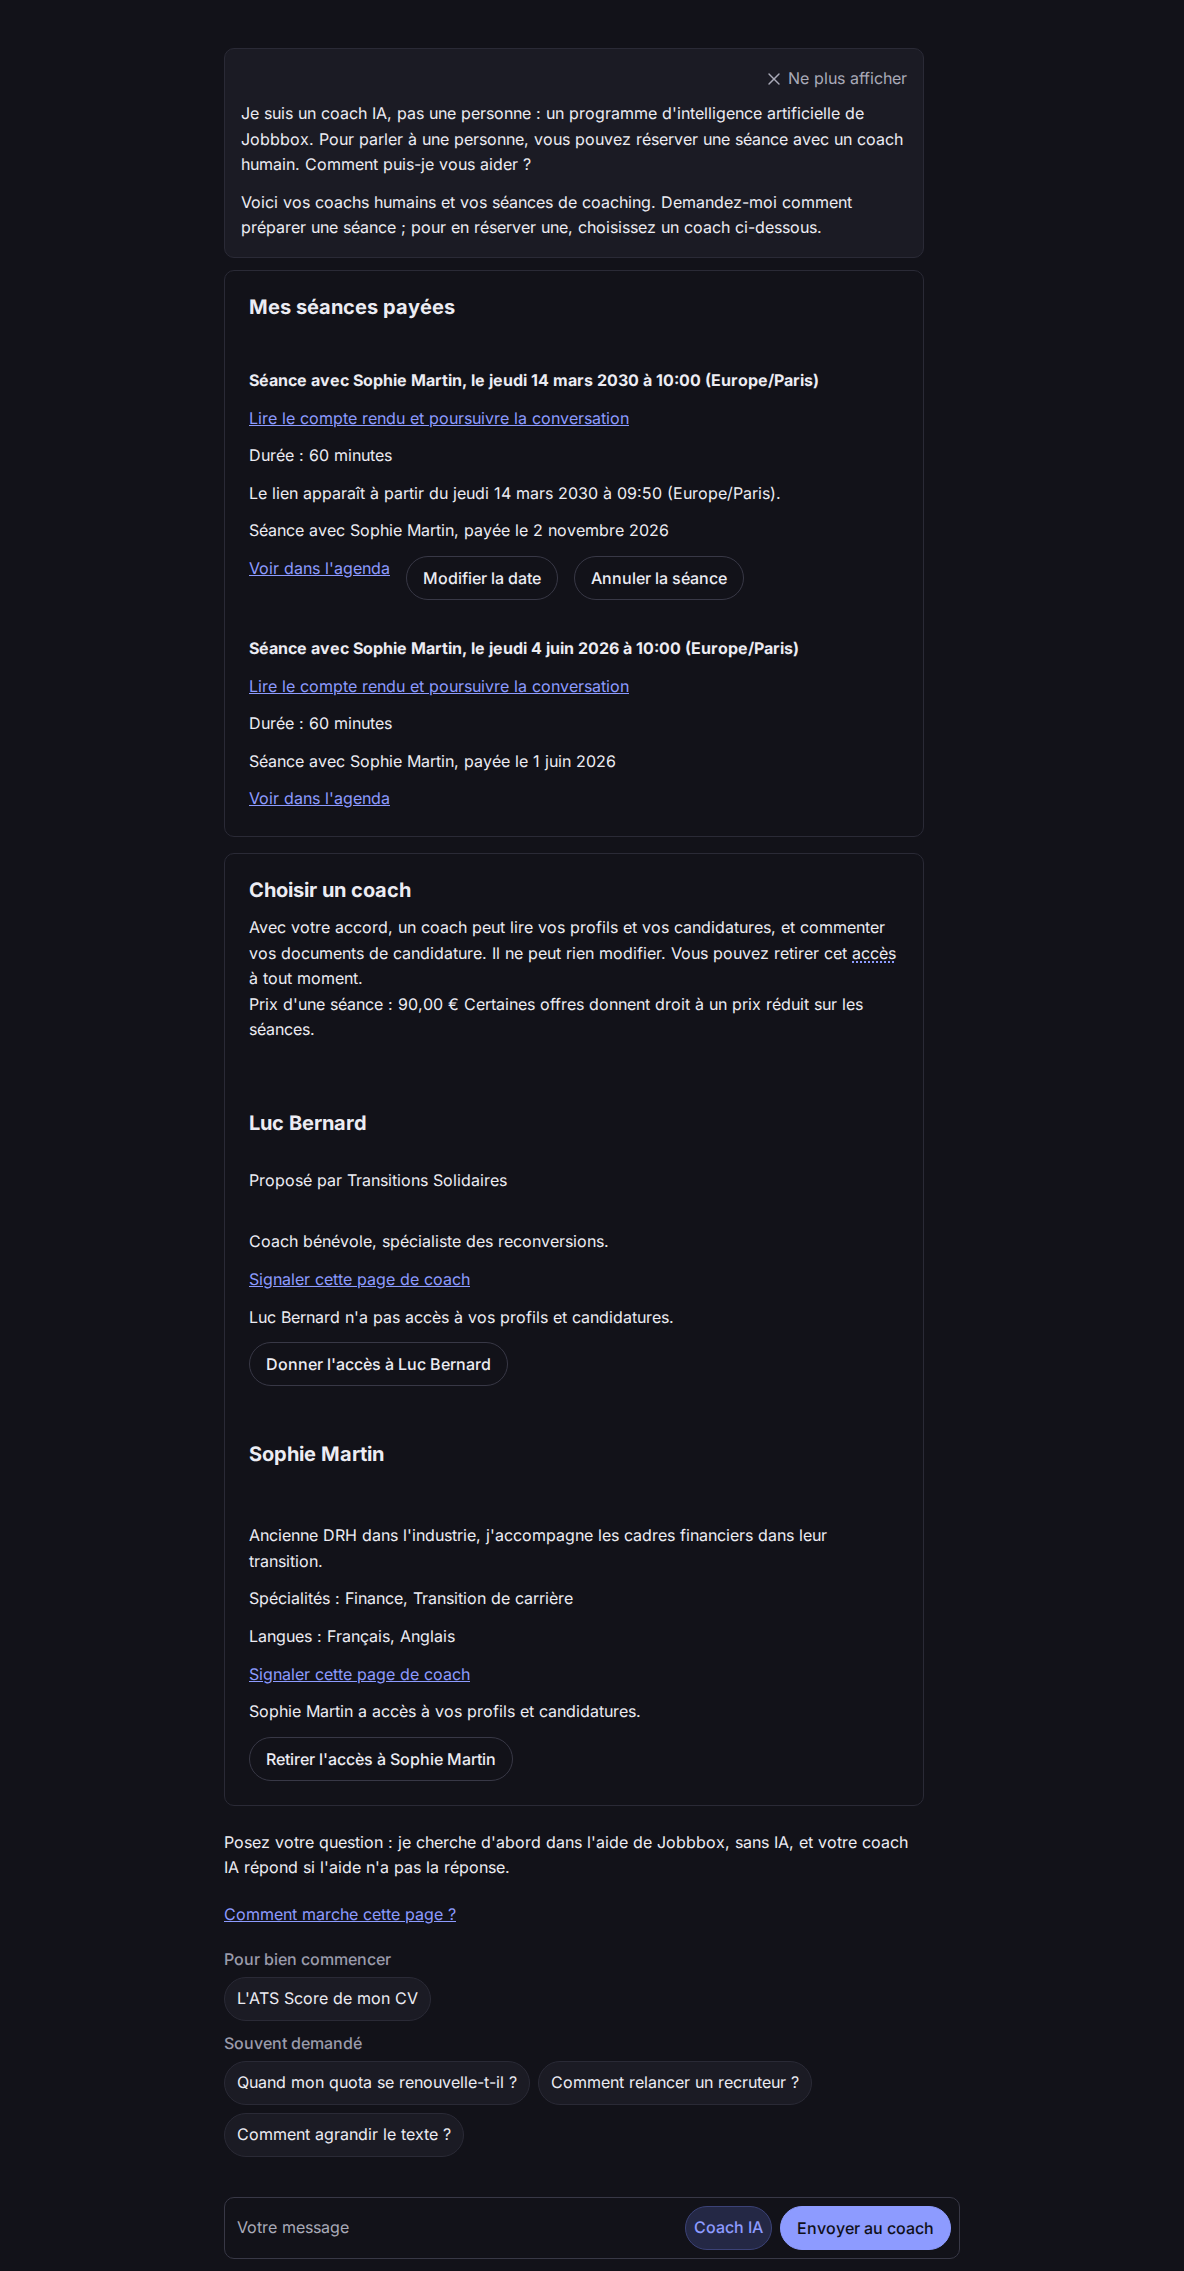 Ne plus afficher
Je suis un coach IA, pas une personne : un programme d'intelligence artificielle de
Jobbbox. Pour parler à une personne, vous pouvez réserver une séance avec un coach
humain. Comment puis-je vous aider ?
Voici vos coachs humains et vos séances de coaching. Demandez-moi comment
préparer une séance ; pour en réserver une, choisissez un coach ci-dessous.
Mes séances payées
Séance avec Sophie Martin, le jeudi 14 mars 2030 à 10:00 (Europe/Paris)
Lire le compte rendu et poursuivre la conversation
Durée : 60 minutes
Le lien apparaît à partir du jeudi 14 mars 2030 à 09:50 (Europe/Paris).
Séance avec Sophie Martin, payée le 2 novembre 2026
Voir dans l'agenda Modifier la date Annuler la séance
Séance avec Sophie Martin, le jeudi 4 juin 2026 à 10:00 (Europe/Paris)
Lire le compte rendu et poursuivre la conversation
Durée : 60 minutes
Séance avec Sophie Martin, payée le 1 juin 2026
Voir dans l'agenda
Choisir un coach
Avec votre accord, un coach peut lire vos profils et vos candidatures, et commenter
vos documents de candidature. Il ne peut rien modifier. Vous pouvez retirer cet accès
à tout moment.
Prix d'une séance : 90,00 € Certaines offres donnent droit à un prix réduit sur les
séances.
Luc Bernard
Proposé par Transitions Solidaires
Coach bénévole, spécialiste des reconversions.
Signaler cette page de coach
Luc Bernard n'a pas accès à vos profils et candidatures.
Donner l'accès à Luc Bernard
Sophie Martin
Ancienne DRH dans l'industrie, j'accompagne les cadres financiers dans leur
transition.
Spécialités : Finance, Transition de carrière
Langues : Français, Anglais
Signaler cette page de coach
Sophie Martin a accès à vos profils et candidatures.
Retirer l'accès à Sophie Martin
Posez votre question : je cherche d'abord dans l'aide de Jobbbox, sans IA, et votre coach
IA répond si l'aide n'a pas la réponse.
Comment marche cette page ?
Pour bien commencer
L'ATS Score de mon CV
Souvent demandé
Quand mon quota se renouvelle-t-il ? Comment relancer un recruteur ?
Comment agrandir le texte ?
Votre message Coach IA Envoyer au coach